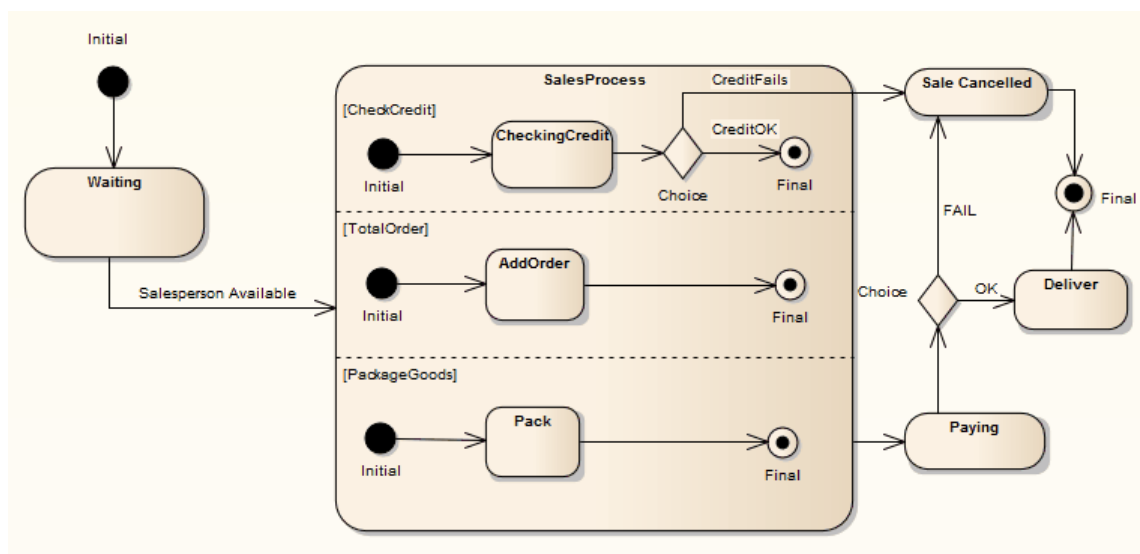 Initial
Waiting
Salesperson Available
SalesProcess
[CheckCredit]
Initial
CheckingCredit
Choice
CreditFails
CreditOK
Final
[TotalOrder]
Initial
AddOrder
Final
[PackageGoods]
Initial
Pack
Final
Sale Cancelled
FAIL
Choice
OK
Deliver
Final
Paying